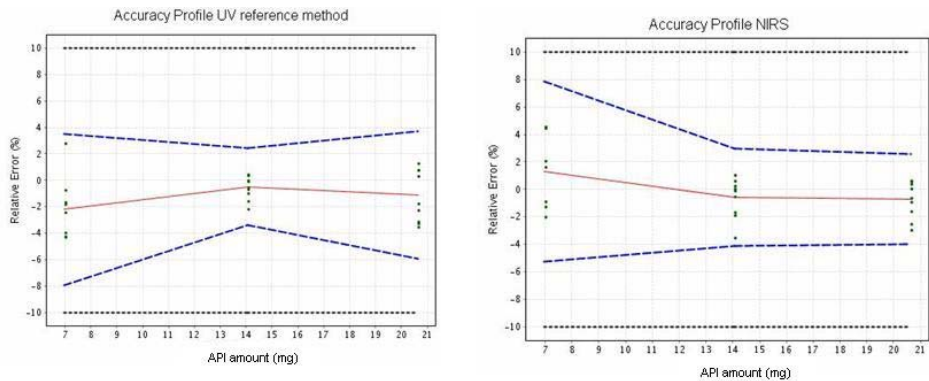 Accuracy Profile UV reference method
Relative Error (%)
10
8
6
4
2
0
-2
-4
-6
-8
-10
7 8 9 10 11 12 13 14 15 16 17 18 19 20 21
API amount (mg)
Accuracy Profile NIRS
Relative Error (%)
10
8
6
4
2
0
-2
-4
-6
-8
-10
7 8 9 10 11 12 13 14 15 16 17 18 19 20 21
API amount (mg)